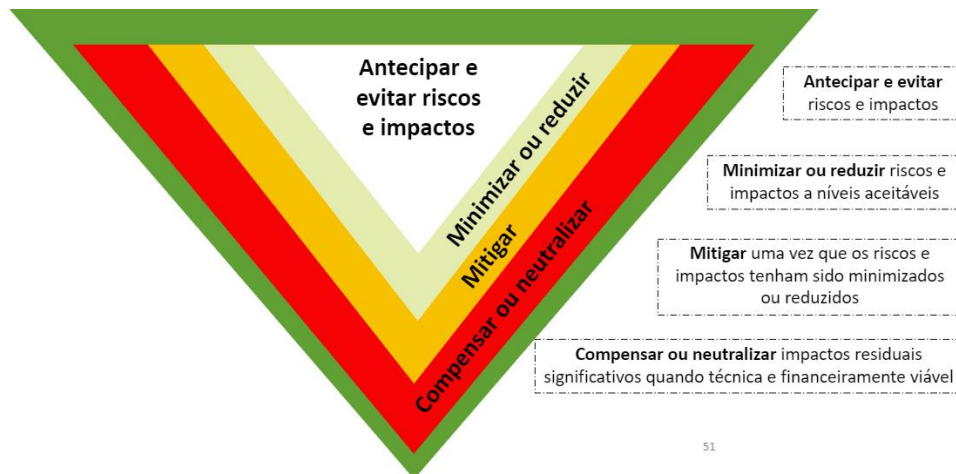 Antecipar e
evitar riscos
e impactos
Minimizar ou reduzir
Mitigar
Compensar ou neutralizar
Antecipar e evitar
riscos e impactos
Minimizar ou reduzir riscos e
impactos a níveis aceitáveis
Mitigar uma vez que os riscos e
impactos tenham sido minimizados
ou reduzidos
Compensar ou neutralizar impactos residuais
significativos quando técnica e financeiramente viável
51